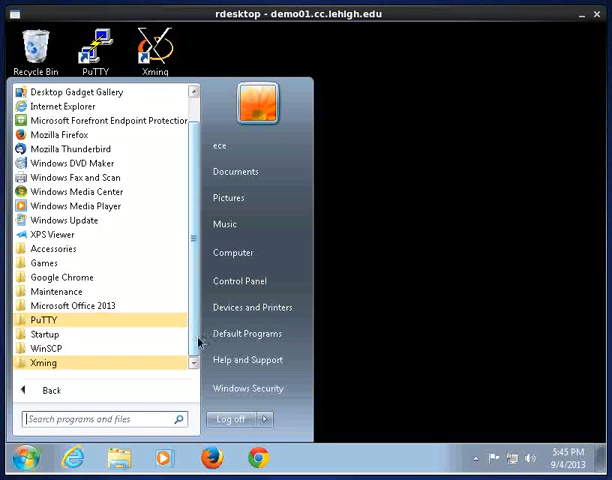 rdesktop - demo01.cc.lehigh.edu
Recycle Bin
PuTTY
Xming
Desktop Gadget Gallery
Internet Explorer
Microsoft Forefront Endpoint Protection
Mozilla Firefox
Mozilla Thunderbird
Windows DVD Maker
Windows Fax and Scan
Windows Media Center
Windows Media Player
Windows Update
XPS Viewer
Accessories
Games
Google Chrome
Maintenance
Microsoft Office 2013
PuTTY
Startup
WinSCP
Xming
Back
Search programs and files
ece
Documents
Pictures
Music
Computer
Control Panel
Devices and Printers
Default Programs
Help and Support
Windows Security
Log off
5:45 PM
9/4/2013